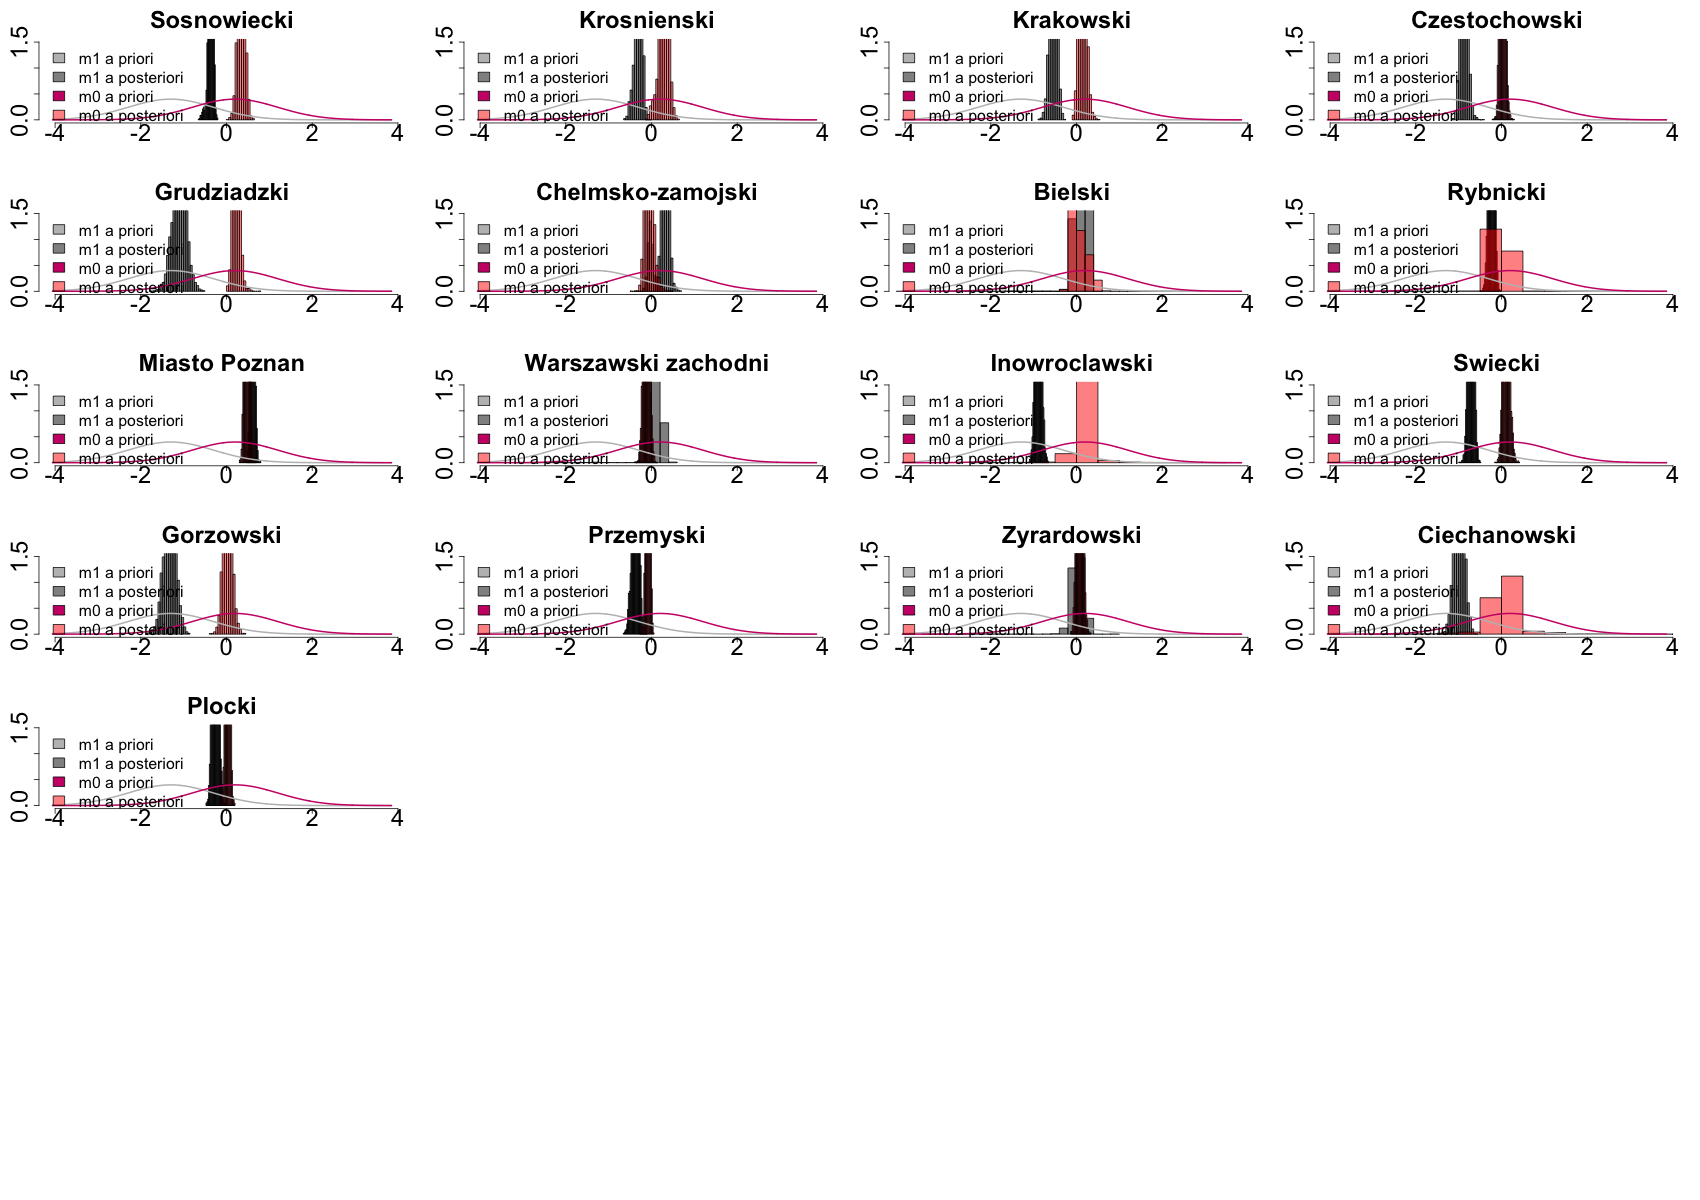 Sosnowiecki
1.5
0.0
m1 a priori
m1 a posteriori
m0 a priori
m0 a posteriori
-4 -2 0 2 4
Krosnienski
1.5
0.0
m1 a priori
m1 a posteriori
m0 a priori
m0 a posteriori
-4 -2 0 2 4
Krakowski
1.5
0.0
m1 a priori
m1 a posteriori
m0 a priori
m0 a posteriori
-4 -2 0 2 4
Czestochowski
1.5
0.0
m1 a priori
m1 a posteriori
m0 a priori
m0 a posteriori
-4 -2 0 2 4
Grudziadzki
1.5
0.0
m1 a priori
m1 a posteriori
m0 a priori
m0 a posteriori
-4 -2 0 2 4
Chelmsko-zamojski
1.5
0.0
m1 a priori
m1 a posteriori
m0 a priori
m0 a posteriori
-4 -2 0 2 4
Bielski
1.5
0.0
m1 a priori
m1 a posteriori
m0 a priori
m0 a posteriori
-4 -2 0 2 4
Rybnicki
1.5
0.0
m1 a priori
m1 a posteriori
m0 a priori
m0 a posteriori
-4 -2 0 2 4
Miasto Poznan
1.5
0.0
m1 a priori
m1 a posteriori
m0 a priori
m0 a posteriori
-4 -2 0 2 4
Warszawski zachodni
1.5
0.0
m1 a priori
m1 a posteriori
m0 a priori
m0 a posteriori
-4 -2 0 2 4
Inowroclawski
1.5
0.0
m1 a priori
m1 a posteriori
m0 a priori
m0 a posteriori
-4 -2 0 2 4
Swiecki
1.5
0.0
m1 a priori
m1 a posteriori
m0 a priori
m0 a posteriori
-4 -2 0 2 4
Gorzowski
1.5
0.0
m1 a priori
m1 a posteriori
m0 a priori
m0 a posteriori
-4 -2 0 2 4
Przemyski
1.5
0.0
m1 a priori
m1 a posteriori
m0 a priori
m0 a posteriori
-4 -2 0 2 4
Zyrardowski
1.5
0.0
m1 a priori
m1 a posteriori
m0 a priori
m0 a posteriori
-4 -2 0 2 4
Ciechanowski
1.5
0.0
m1 a priori
m1 a posteriori
m0 a priori
m0 a posteriori
-4 -2 0 2 4
Plocki
1.5
0.0
m1 a priori
m1 a posteriori
m0 a priori
m0 a posteriori
-4 -2 0 2 4